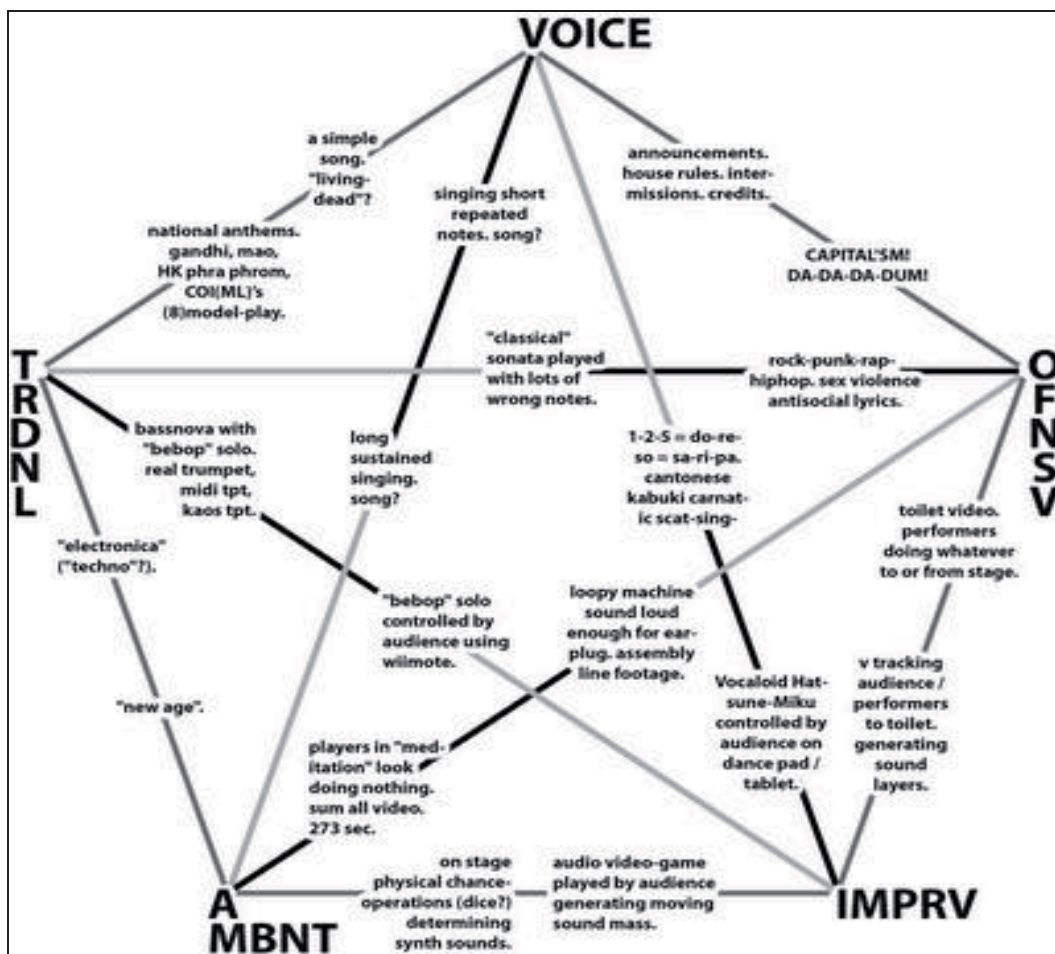 VOICE
a simple
song.
"living-
dead"?
announcements.
house rules. inter-
missions. credits.
singing short
repeated
notes. song?
national anthems.
gandhi, mao,
HK phra phrom,
COI(ML)'s
(8)model-play.
CAPITAL'SM!
DA-DA-DA-DUM!
TRDNL
"classical"
sonata played
with lots of
wrong notes.
rock-punk-rap-
hiphop. sex violence
antisocial lyrics.
OFNSV
bassnova with
"bebop" solo.
real trumpet,
midi tpt,
kaos tpt.
long
sustained
singing.
song?
1-2-5 = do-re-
so = sa-ri-pa.
cantonese
kabuki carnat-
ic scat-sing-
toilet video.
performers
doing whatever
to or from stage.
"electronica"
("techno"?).
"bebop" solo
controlled by
audience using
wiimote.
loopy machine
sound loud
enough for ear-
plug. assembly
line footage.
"new age".
Vocaloid Hat-
sune-Miku
controlled by
audience on
dance pad /
tablet.
v tracking
audience /
performers
to toilet.
generating
sound
layers.
players in "med-
itation" look
doing nothing.
sum all video.
273 sec.
on stage
physical chance-
operations (dice?)
determining
synth sounds.
audio video-game
played by audience
generating moving
sound mass.
A
MBNT
IMPRV